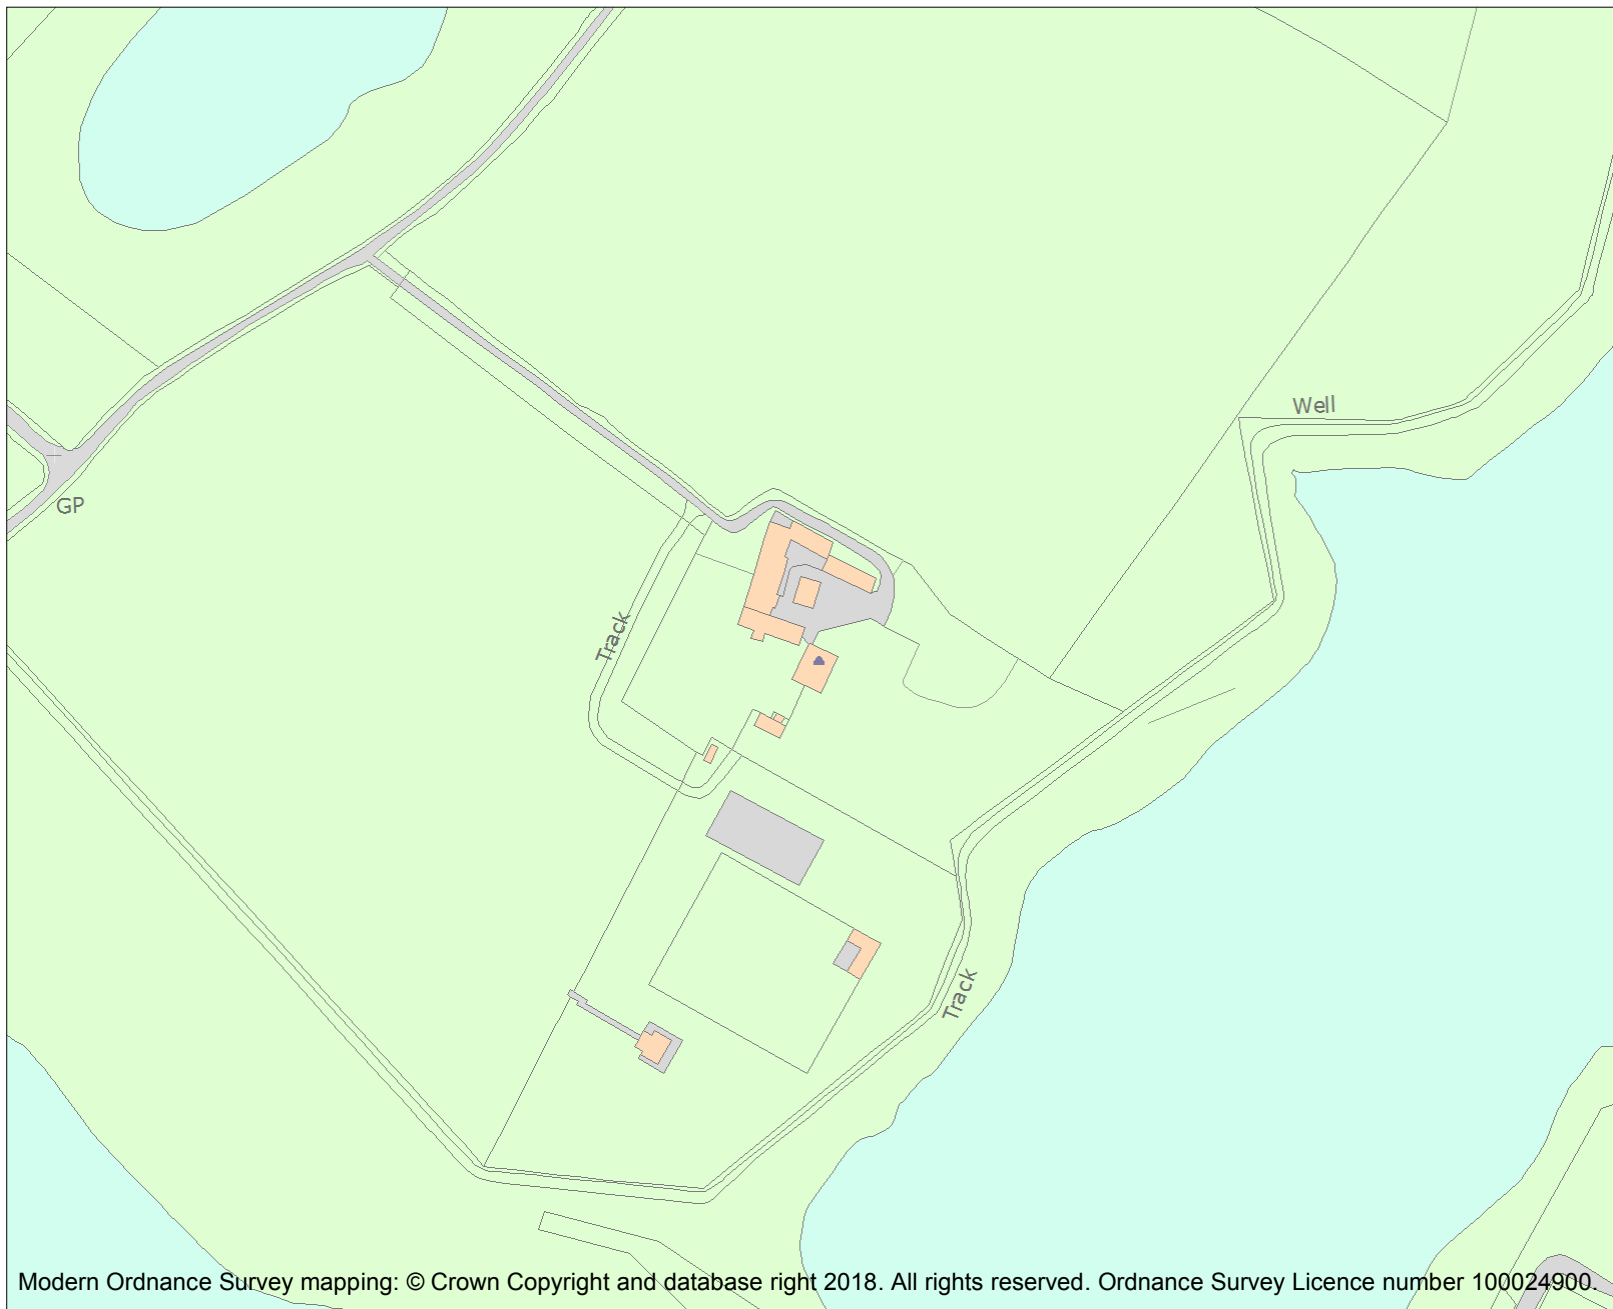 Well
GP
Track
Track
Modern Ordnance Survey mapping: © Crown Copyright and database right 2018. All rights reserved. Ordnance Survey Licence number 100024900.